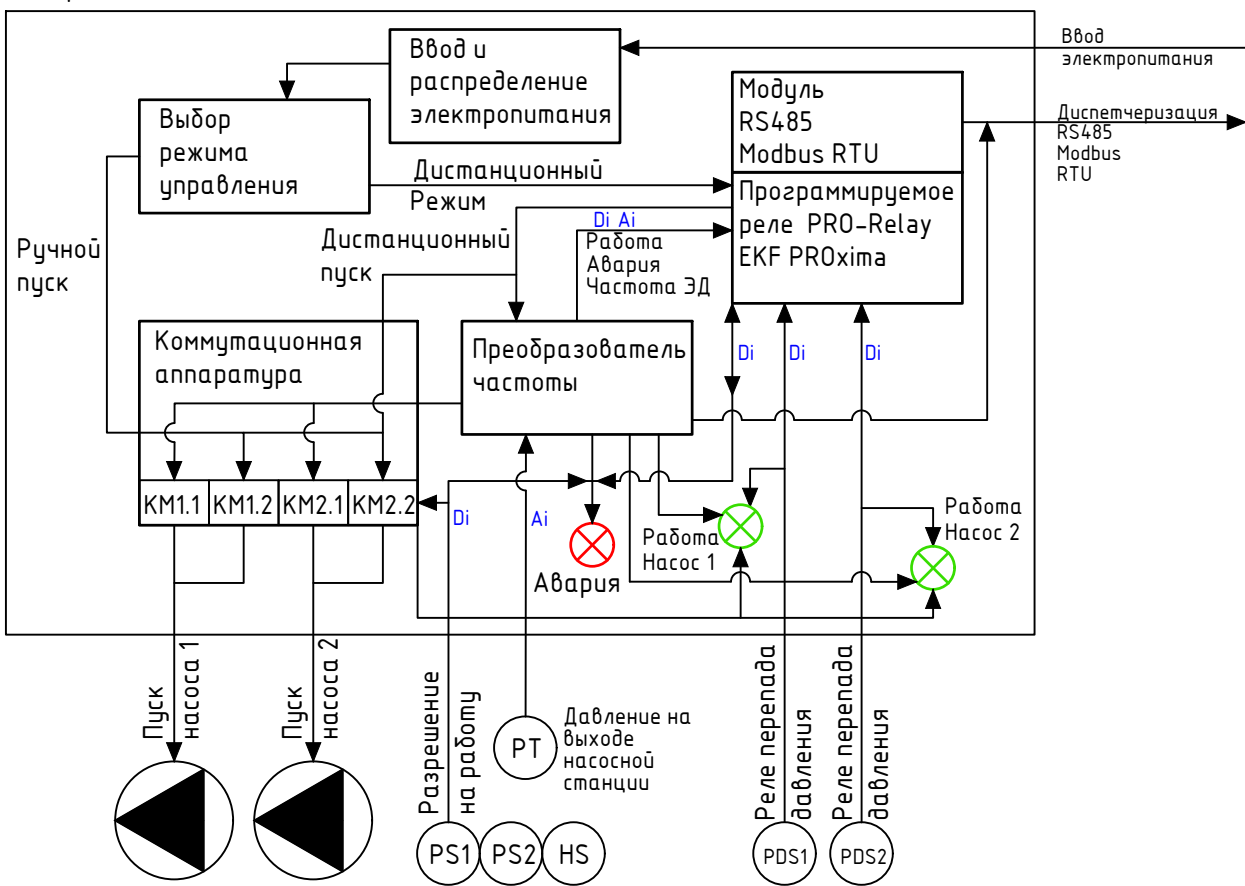 Ввод и
распределение
электропитания
Ввод
электропитания
Модуль
RS485
Modbus RTU
Диспетчеризация
RS485
Modbus
RTU
Выбор
режима
управления
Дистанционный
Режим
Программируемое
реле PRO-Relay
EKF PROxima
Ручной
пуск
Дистанционный
пуск
Di Ai
Работа
Авария
Частота ЭД
Коммутационная
аппаратура
Преобразователь
частоты
Di
Di
Di
КМ1.1
КМ1.2
КМ2.1
КМ2.2
Di
Ai
Авария
Работа
Насос 1
Работа
Насос 2
Пуск
насоса 1
Пуск
насоса 2
Разрешение
на работу
Давление на
выходе
насосной
станции
Реле перепада
давления
Реле перепада
давления
PT
PS1
PS2
HS
PDS1
PDS2